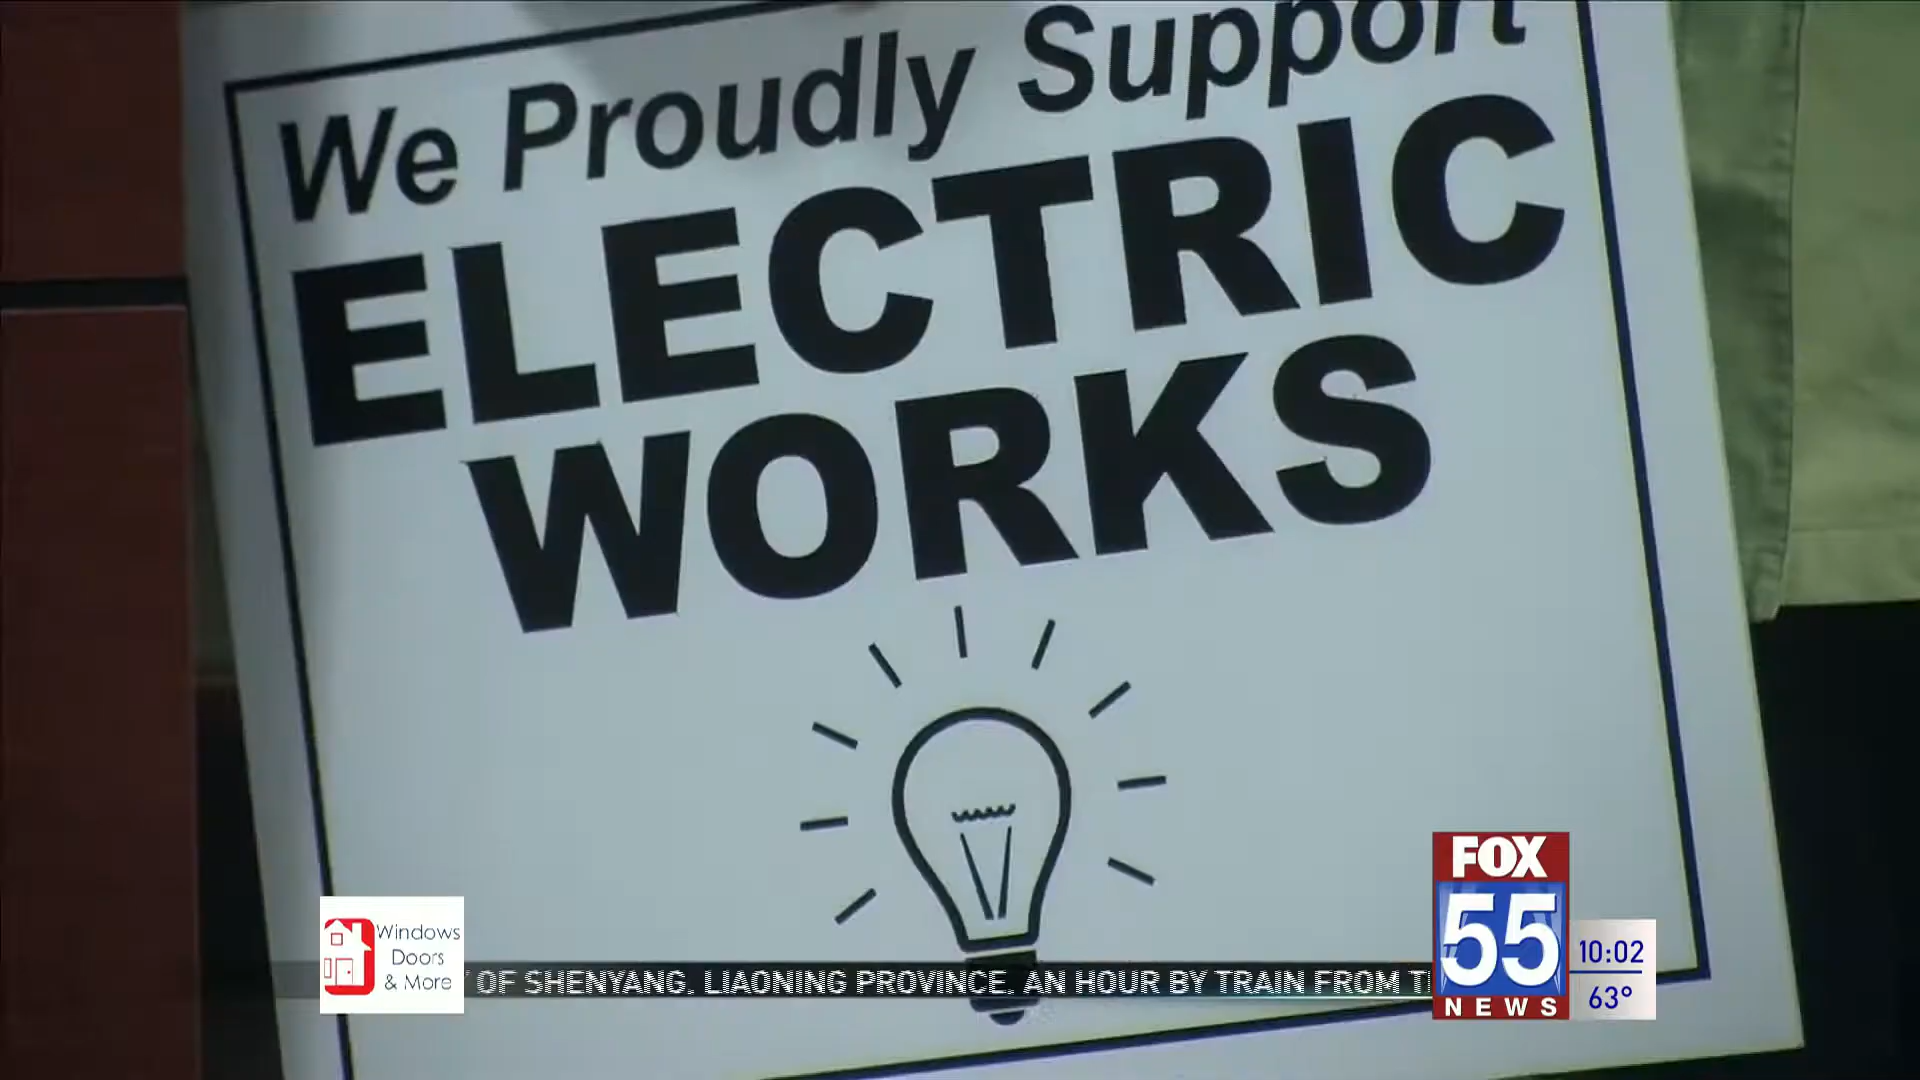 We Proudly Support
ELECTRIC
WORKS
Windows
Doors
& More
OF SHENYANG, LIAONING PROVINCE, AN HOUR BY TRAIN FROM
FOX
55
NEWS
10:02
63°